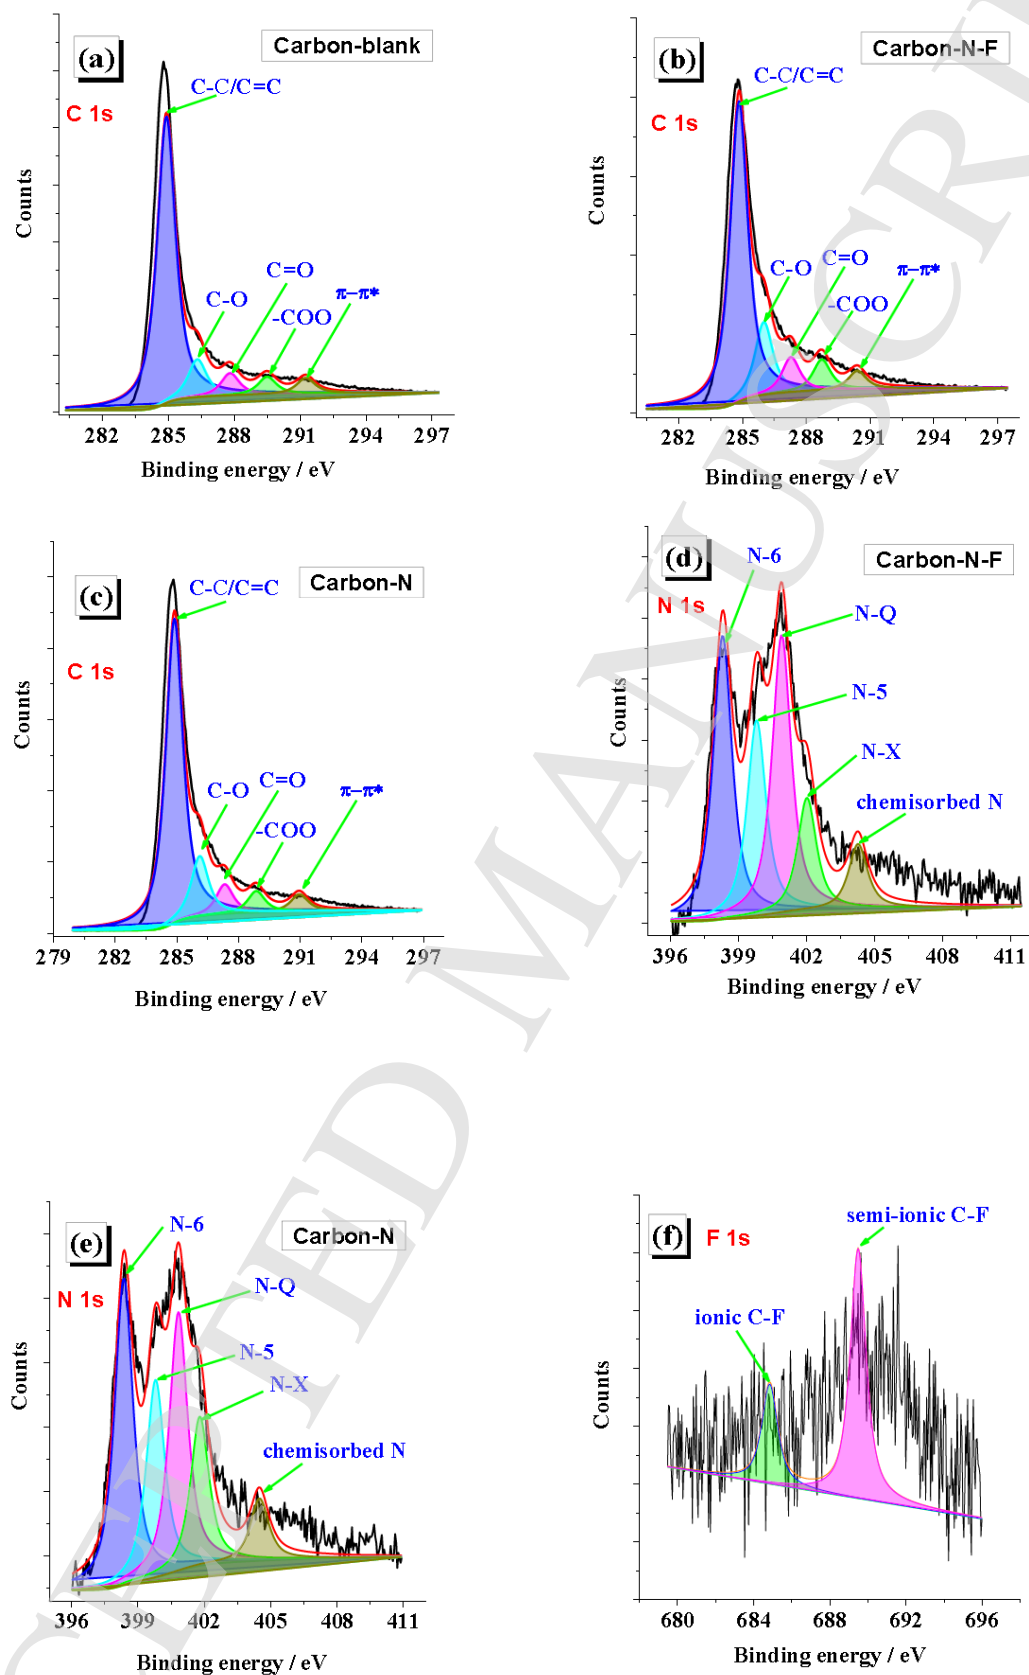 (a)
Carbon-blank
C-C/C=C
C 1s
C=O
C-O
-COO
π–π*
Counts
282 285 288 291 294 297
Binding energy / eV
(b)
Carbon-N-F
C-C/C=C
C 1s
C=O
C-O
π–π*
-COO
Counts
282 285 288 291 294 297
Binding energy / eV
(c)
Carbon-N
C-C/C=C
C 1s
C=O
C-O
π–π*
-COO
Counts
279 282 285 288 291 294 297
Binding energy / eV
(d)
Carbon-N-F
N-6
N 1s
N-Q
N-5
N-X
chemisorbed N
Counts
396 399 402 405 408 411
Binding energy / eV
(e)
Carbon-N
N-6
N 1s
N-Q
N-5
N-X
chemisorbed N
Counts
396 399 402 405 408 411
Binding energy / eV
(f)
F 1s
semi-ionic C-F
ionic C-F
Counts
680 684 688 692 696
Binding energy / eV
CEPTED MANUSCRI